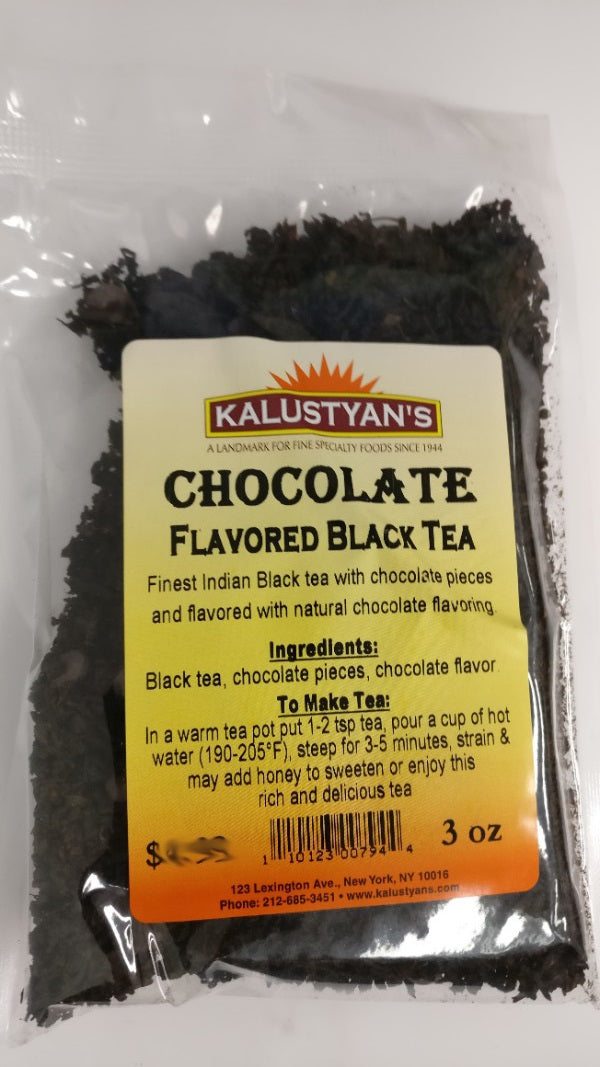 KALUSTYAN'S
A LANDMARK FOR FINE SPECIALTY FOODS SINCE 1944
CHOCOLATE
FLAVORED BLACK TEA
Finest Indian Black tea with chocolate pieces
and flavored with natural chocolate flavoring.
Ingredients:
Black tea, chocolate pieces, chocolate flavor.
To Make Tea:
In a warm tea pot put 1-2 tsp tea, pour a cup of hot
water (190-205°F), steep for 3-5 minutes, strain &
may add honey to sweeten or enjoy this
rich and delicious tea
$
1 10123 00794 4
3 oz
123 Lexington Ave., New York, NY 10016
Phone: 212-685-3451 • www.kalustyans.com